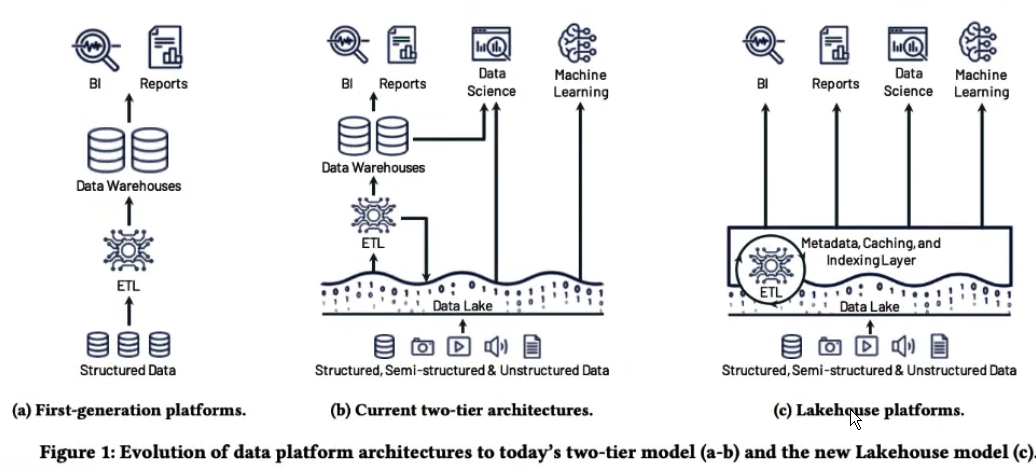 BI
Reports
Data Warehouses
ETL
Structured Data
(a) First-generation platforms.
BI
Reports
Data
Science
Machine
Learning
Data Warehouses
ETL
Data Lake
Structured, Semi-structured & Unstructured Data
(b) Current two-tier architectures.
BI
Reports
Data
Science
Machine
Learning
Metadata, Caching, and
Indexing Layer
ETL
Data Lake
Structured, Semi-structured & Unstructured Data
(c) Lakehouse platforms.
Figure 1: Evolution of data platform architectures to today's two-tier model (a-b) and the new Lakehouse model (c).